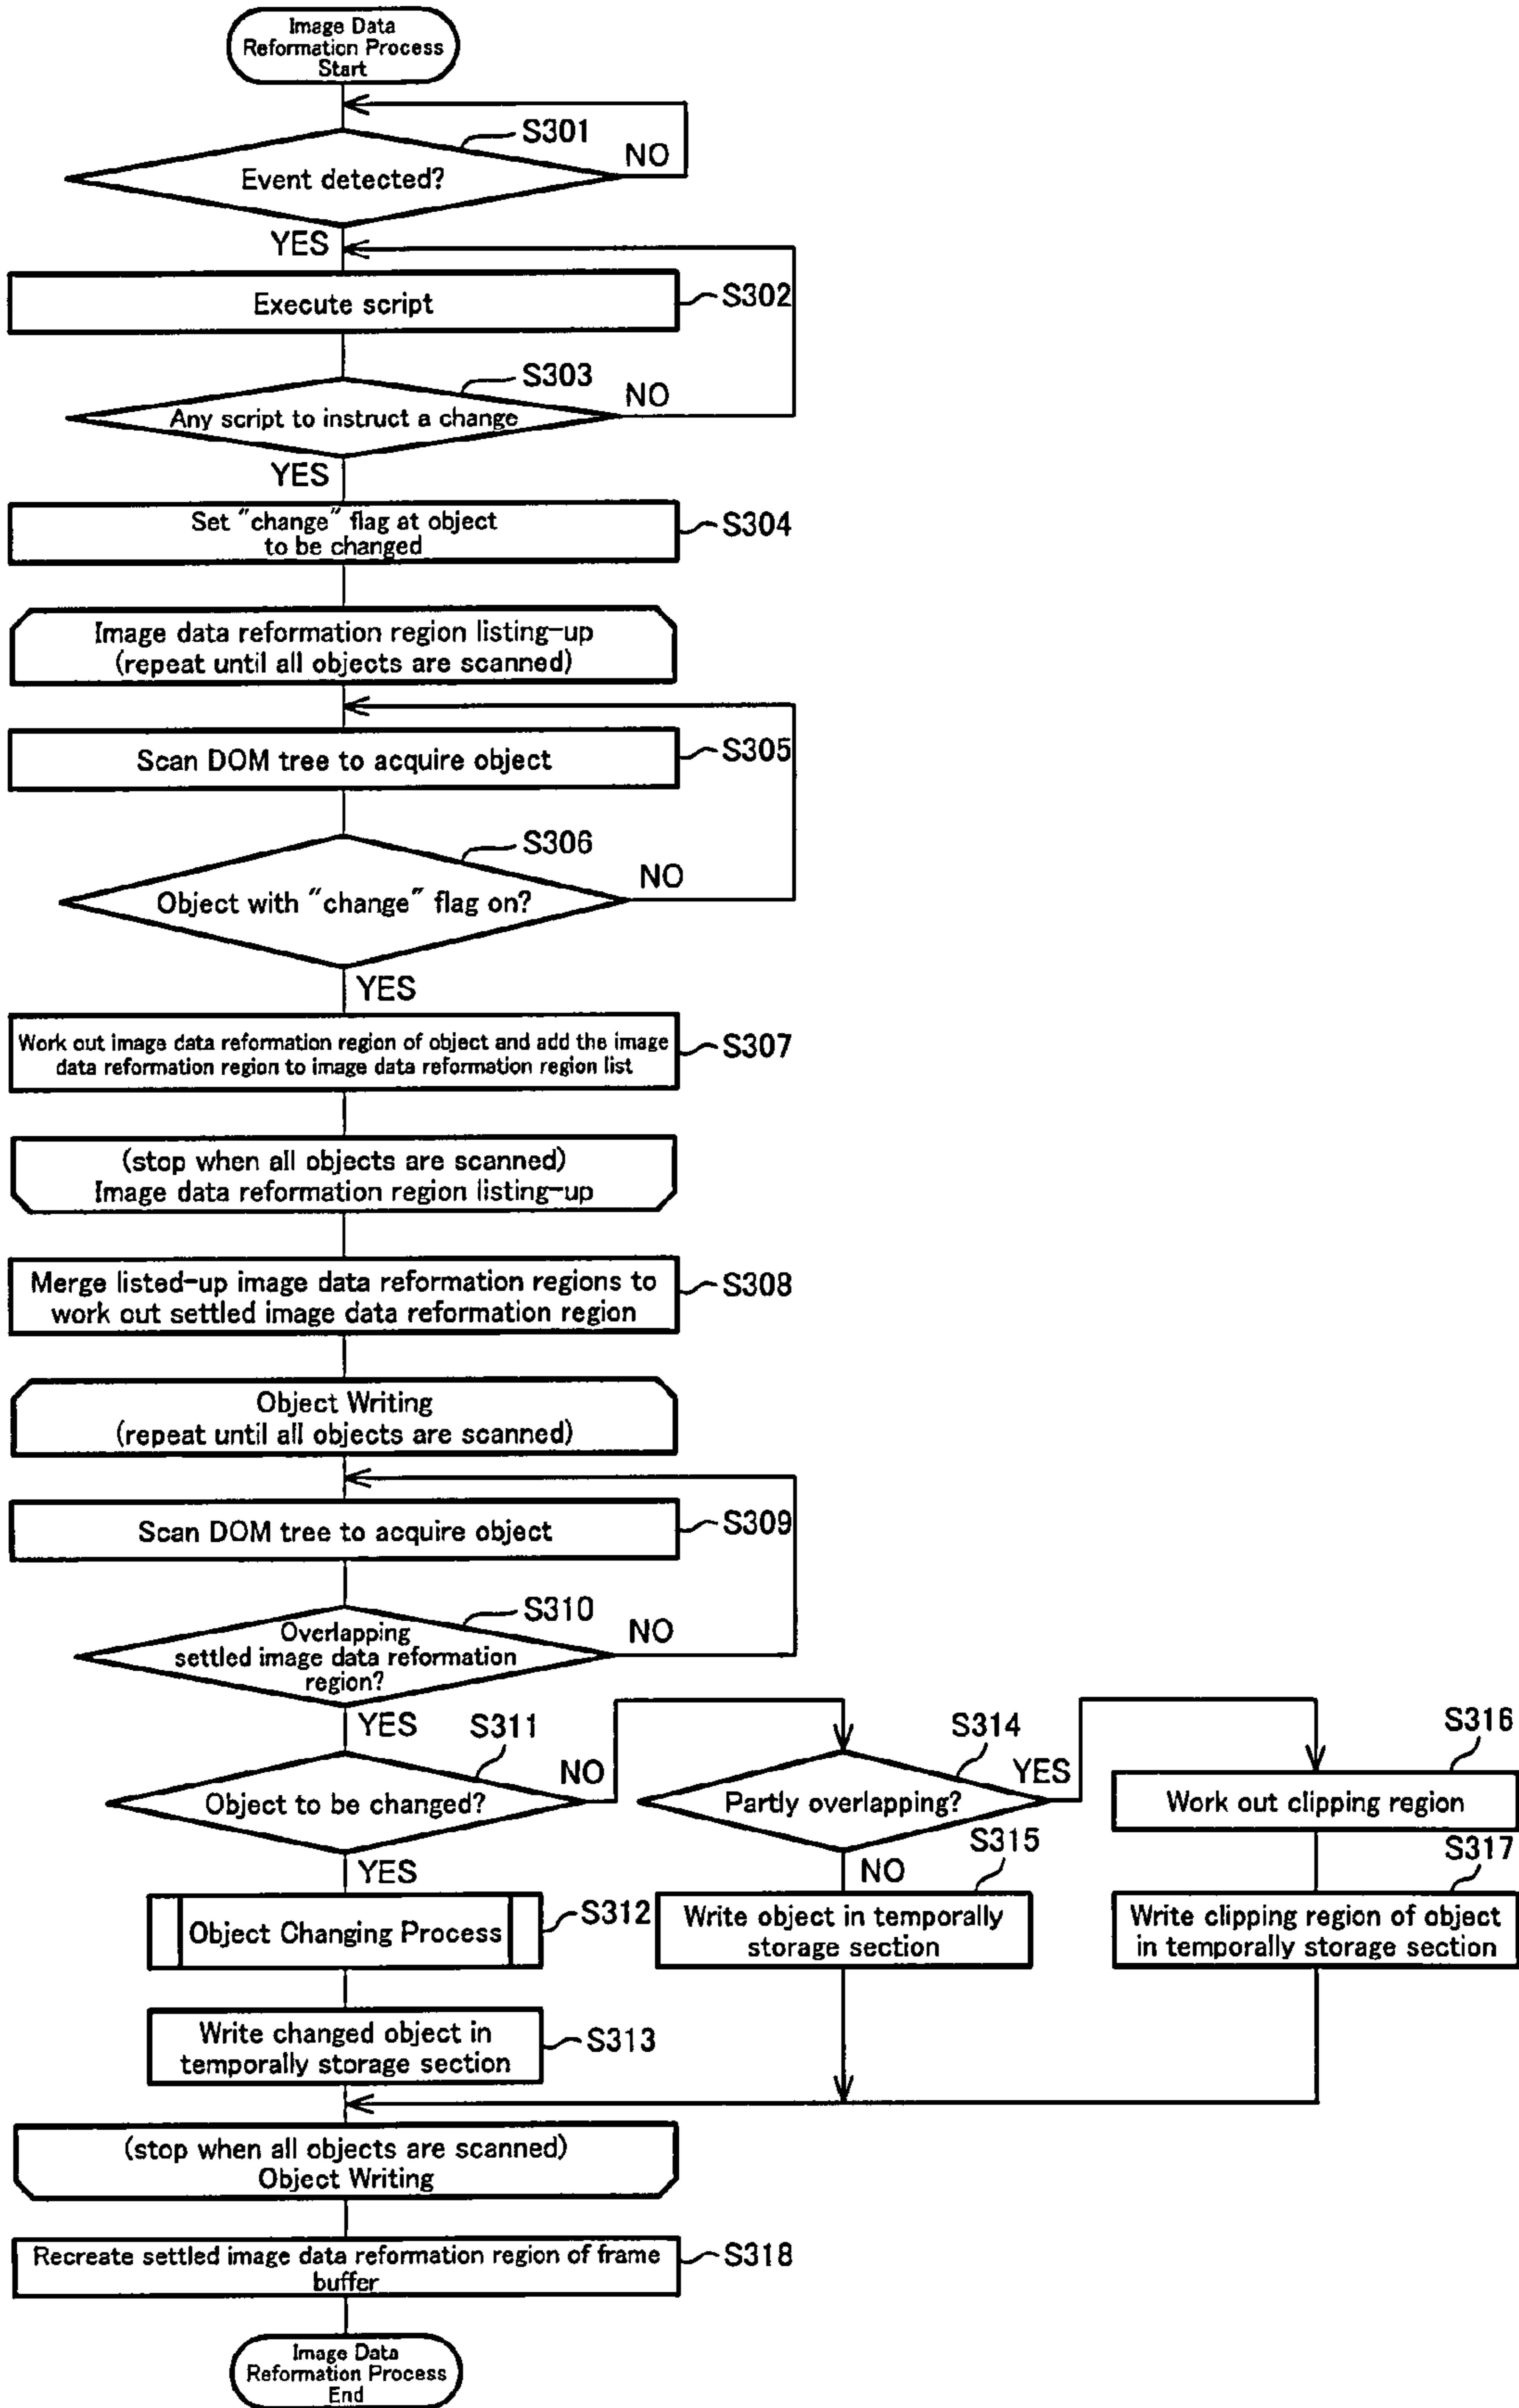 Image Data
Reformation Process
Start
S301
NO
Event detected?
YES
Execute script
S302
S303
NO
Any script to instruct a change
YES
Set "change" flag at object
to be changed
S304
Image data reformation region listing-up
(repeat until all objects are scanned)
Scan DOM tree to acquire object
S305
S306
NO
Object with "change" flag on?
YES
Work out image data reformation region of object and add the image
data reformation region to image data reformation region list
S307
(stop when all objects are scanned)
Image data reformation region listing-up
Merge listed-up image data reformation regions to
work out settled image data reformation region
S308
Object Writing
(repeat until all objects are scanned)
Scan DOM tree to acquire object
S309
S310
NO
Overlapping
settled image data reformation
region?
YES
S311
NO
Object to be changed?
YES
S314
YES
Partly overlapping?
NO
S316
Work out clipping region
S315
S317
Object Changing Process
S312
Write object in temporally
storage section
Write clipping region of object
in temporally storage section
Write changed object in
temporally storage section
S313
(stop when all objects are scanned)
Object Writing
Recreate settled image data reformation region of frame
buffer
S318
Image Data
Reformation Process
End